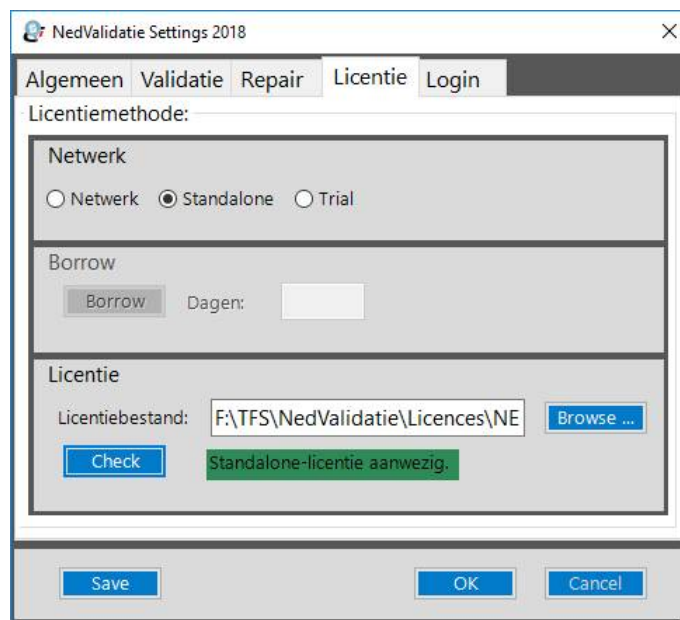 NedValidatie Settings 2018
Algemeen Validatie Repair Licentie Login
Licentiemethode:
Netwerk
Netwerk Standalone Trial
Borrow
Borrow Dagen:
Licentie
Licentiebestand: F:\TFS\NedValidatie\Licences\NE Browse ...
Check Standalone-licentie aanwezig.
Save OK Cancel